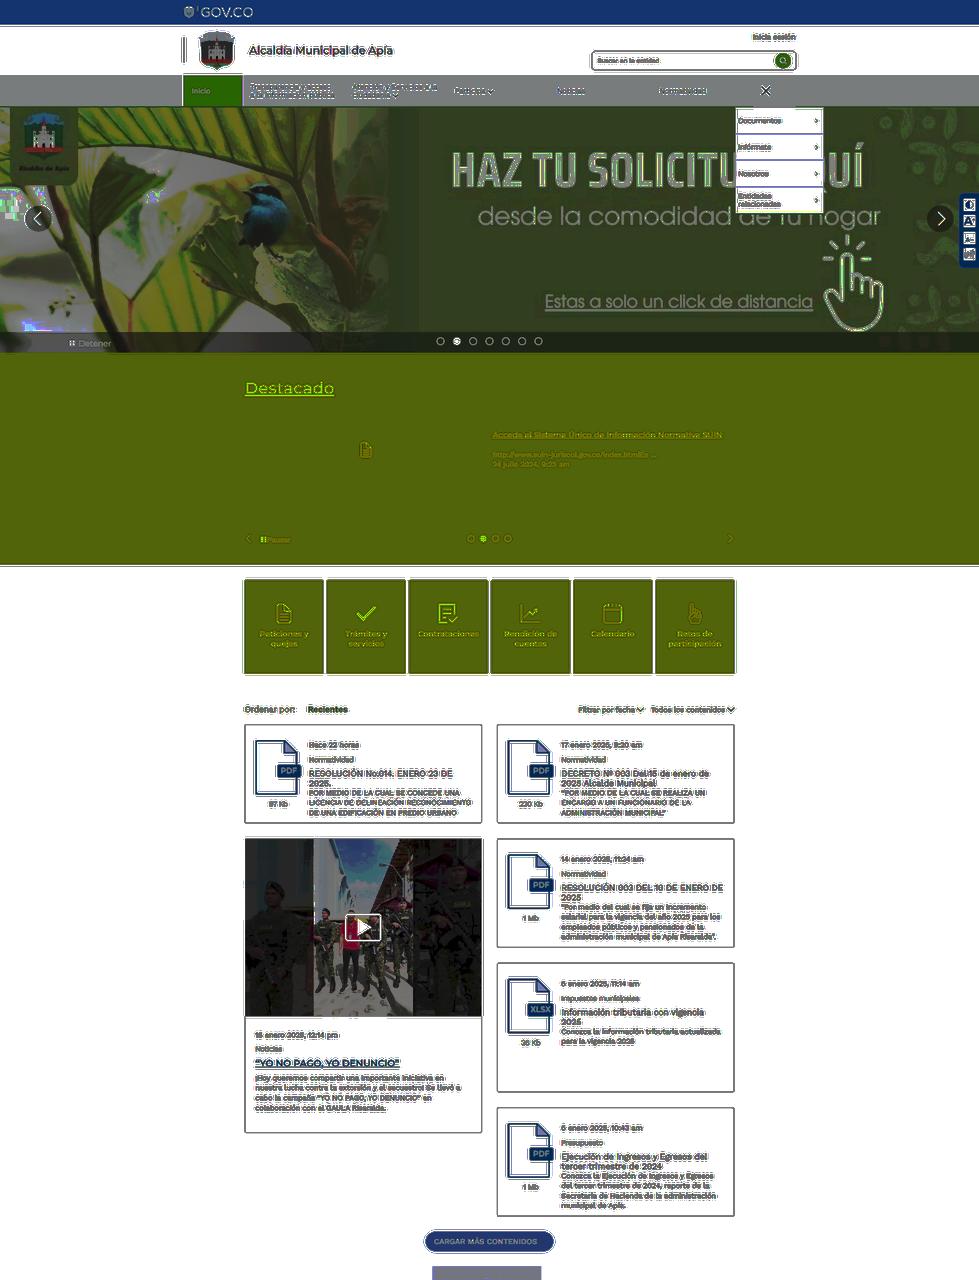 GOV.CO
Alcaldía Municipal de Apía
Inicia sesión
Buscar en la entidad
Inicio
Documentos
Infórmate
Nosotros
Entidades
relacionadas
Alcaldía de Apía
HAZ TU SOLICITU UÍ
desde la comodidad de tu hogar
Estas a solo un click de distancia
Detener
Destacado
Acceda al Sistema Único de Información Normativa SUIN
24 julio 2024, 9:25 am
Pausar
Peticiones y
quejas
Trámites y
servicios
Contrataciones
Rendición de
cuentas
Calendario
Retos de
participación
Ordenar por: Recientes
Filtrar por fecha Todos los contenidos
Hace 22 horas
Normatividad
PDF
RESOLUCIÓN No.014. ENERO 23 DE
2025.
POR MEDIO DE LA CUAL SE CONCEDE UNA
LICENCIA DE DELINEACIÓN RECONOCIMIENTO
DE UNA EDIFICACIÓN EN PREDIO URBANO
87 Kb
17 enero 2025, 9:20 am
Normatividad
PDF
DECRETO Nº 003 Del 15 de enero de
2025 Alcalde Municipal
"POR MEDIO DE LA CUAL SE REALIZA UN
ENCARGO A UN FUNCIONARIO DE LA
ADMINISTRACIÓN MUNICIPAL"
220 Kb
14 enero 2025, 11:24 am
Normatividad
PDF
RESOLUCIÓN 003 DEL 10 DE ENERO DE
2025
"Por medio del cual se fija un incremento
salarial para la vigencia del año 2025 para los
empleados públicos y pensionados de la
administración municipal de Apía Risaralda".
1 Mb
6 enero 2025, 11:14 am
Impuestos municipales
XLSX
Información tributaria con vigencia
2025
Conozca la información tributaria actualizada
para la vigencia 2025
36 Kb
16 enero 2025, 12:14 pm
Noticias
"YO NO PAGO, YO DENUNCIO"
¡Hoy queremos compartir una importante iniciativa en
nuestra lucha contra la extorsión y el secuestro! Se llevó a
cabo la campaña "YO NO PAGO, YO DENUNCIO" en
colaboración con el GAULA Risaralda.
6 enero 2025, 10:43 am
Presupuesto
PDF
Ejecución de Ingresos y Egresos del
tercer trimestre de 2024
Conozca la Ejecución de Ingresos y Egresos
del tercer trimestre de 2024, reporte de la
Secretaría de Hacienda de la administración
municipal de Apía.
1 Mb
CARGAR MÁS CONTENIDOS